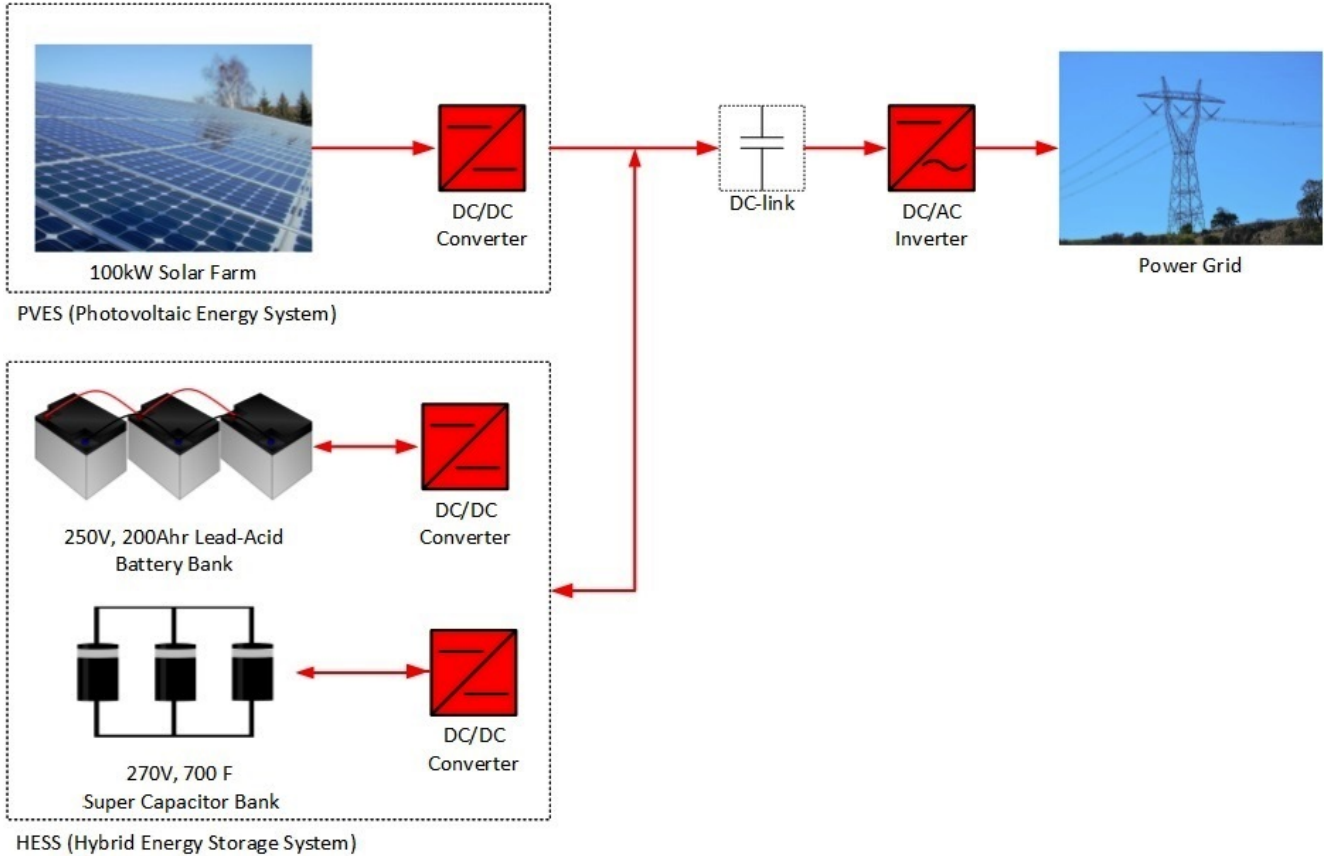 100kW Solar Farm
DC/DC
Converter
DC-link
DC/AC
Inverter
Power Grid
PVES (Photovoltaic Energy System)
250V, 200Ahr Lead-Acid
Battery Bank
DC/DC
Converter
270V, 700 F
Super Capacitor Bank
DC/DC
Converter
HESS (Hybrid Energy Storage System)